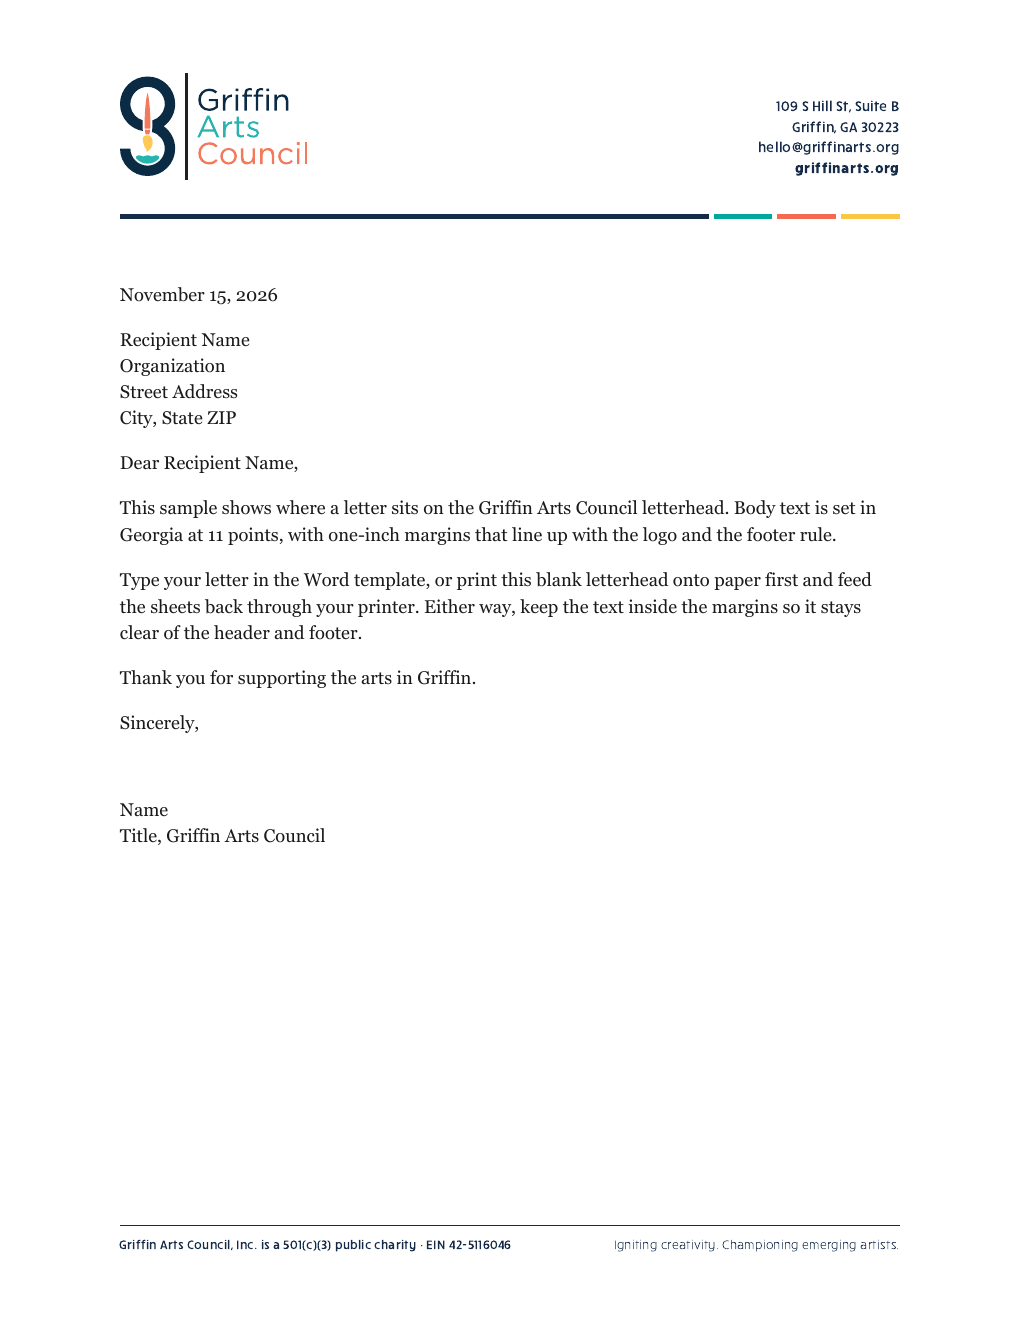 Griffin
Arts
Council
109 S Hill St, Suite B
Griffin, GA 30223
hello@griffinarts.org
griffinarts.org
November 15, 2026
Recipient Name
Organization
Street Address
City, State ZIP
Dear Recipient Name,
This sample shows where a letter sits on the Griffin Arts Council letterhead. Body text is set in
Georgia at 11 points, with one-inch margins that line up with the logo and the footer rule.
Type your letter in the Word template, or print this blank letterhead onto paper first and feed
the sheets back through your printer. Either way, keep the text inside the margins so it stays
clear of the header and footer.
Thank you for supporting the arts in Griffin.
Sincerely,
Name
Title, Griffin Arts Council
Griffin Arts Council, Inc. is a 501(c)(3) public charity · EIN 42-5116046
Igniting creativity. Championing emerging artists.